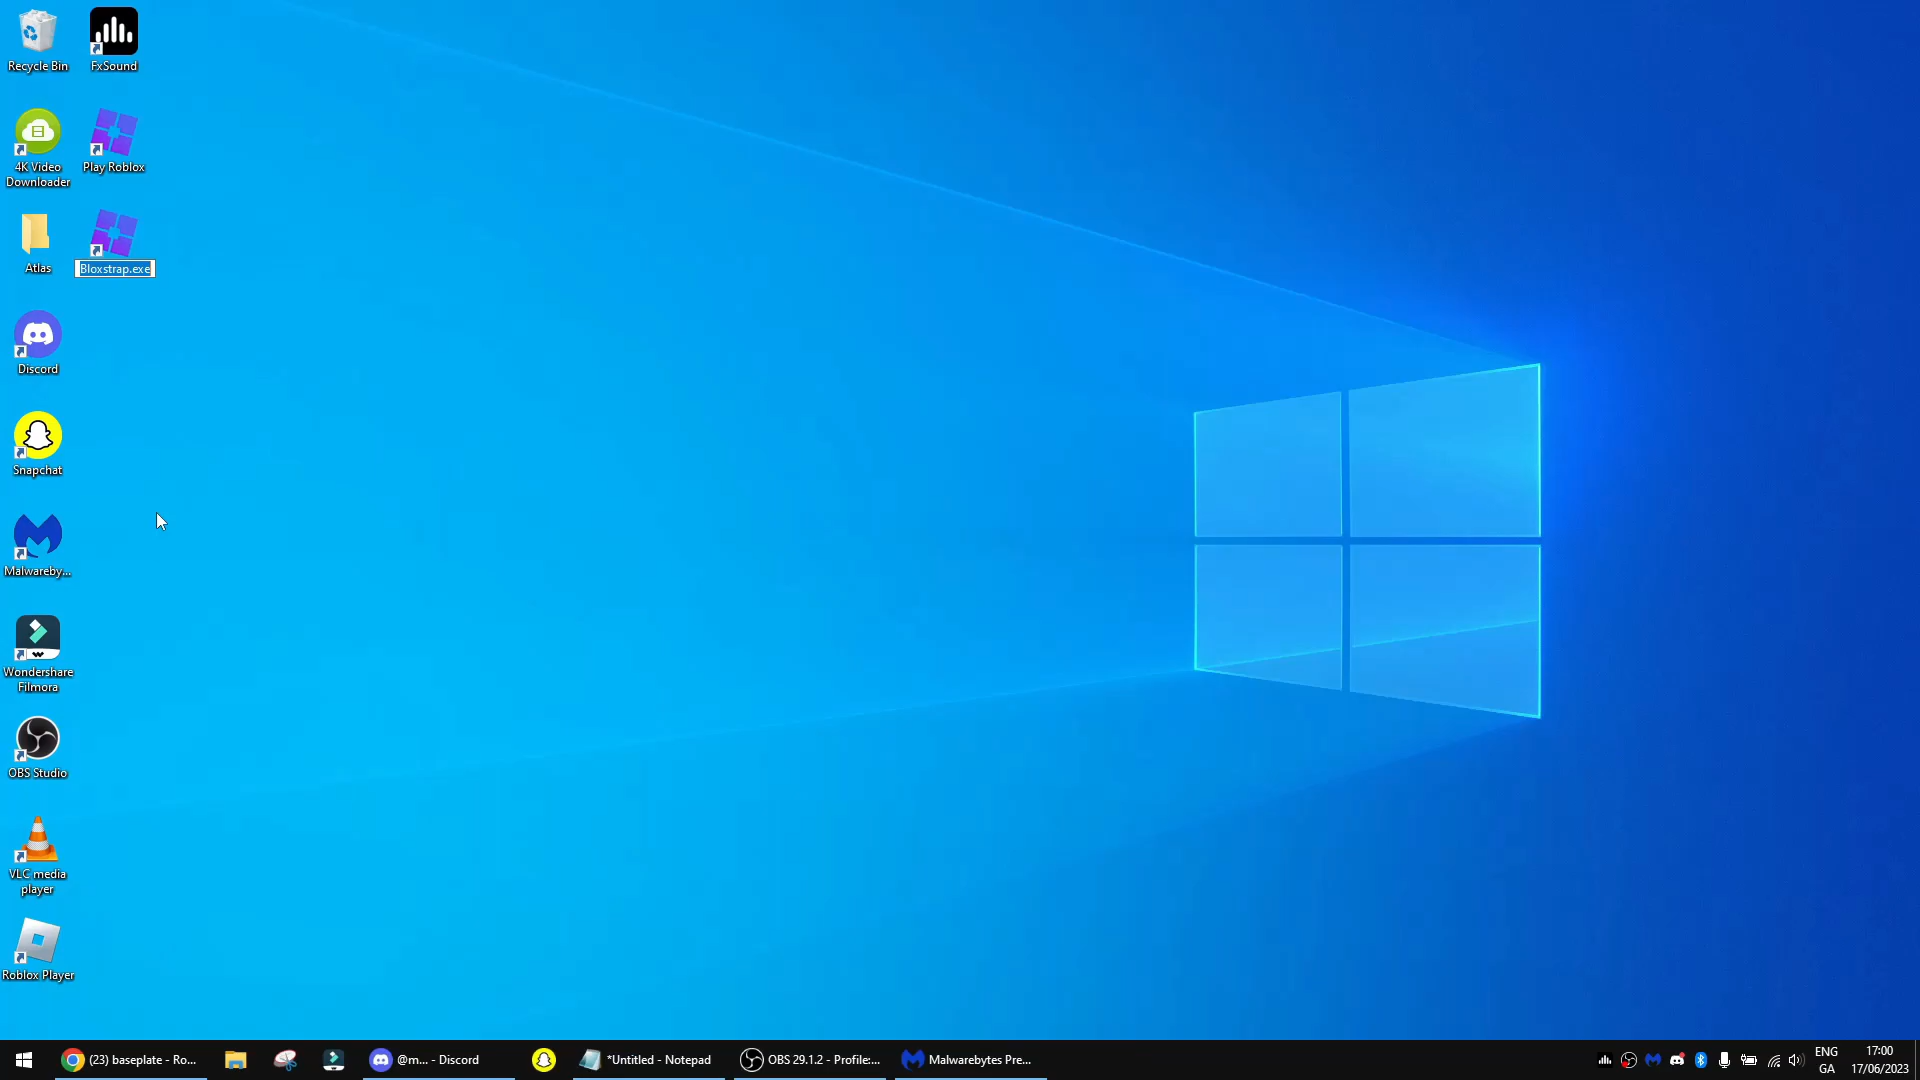 Recycle Bin
FxSound
4K Video
Downloader
Play Roblox
Atlas
Bloxstrap.exe
Discord
Snapchat
Malwareby...
Wondershare
Filmora
OBS Studio
VLC media
player
Roblox Player
(23) baseplate - Ro...
@m... - Discord
*Untitled - Notepad
OBS 29.1.2 - Profile:...
Malwarebytes Pre...
ENG
GA
17:00
17/06/2023